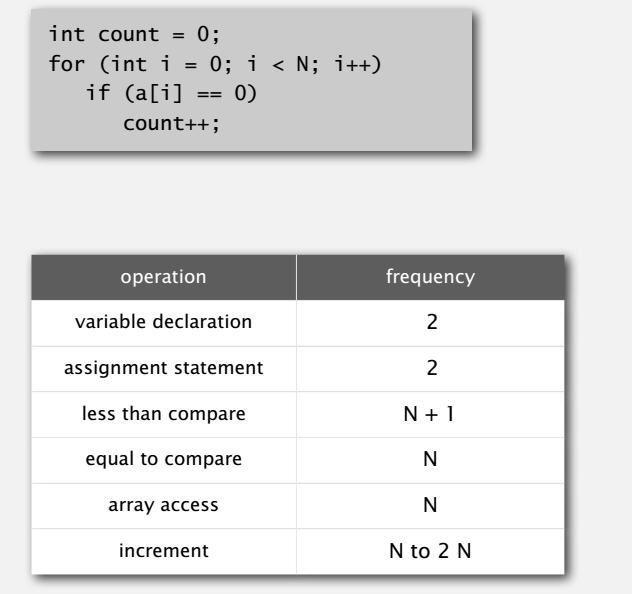 int count = 0;
for (int i = 0; i < N; i++)
   if (a[i] == 0)
      count++;
operation frequency
variable declaration 2
assignment statement 2
less than compare N + 1
equal to compare N
array access N
increment N to 2 N